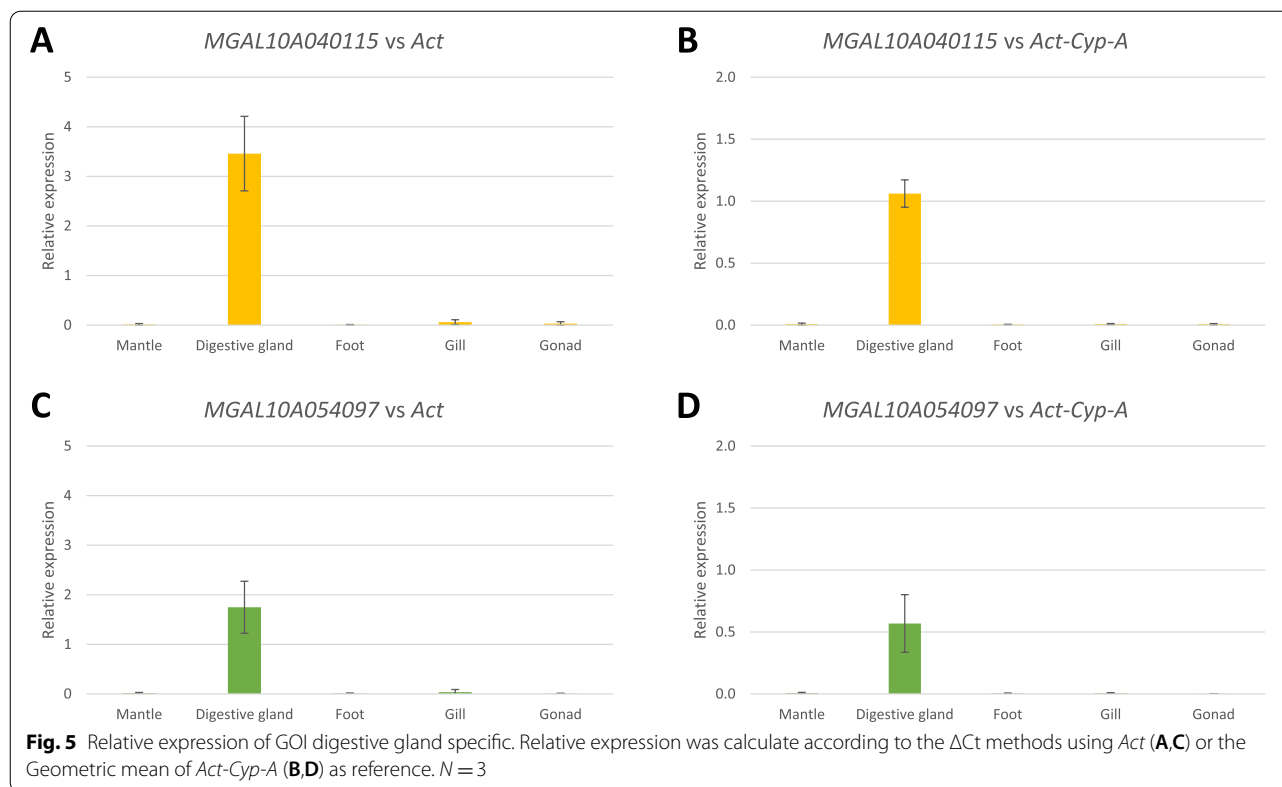 A
MGAL10A040115 vs Act
Relative expression
5
4
3
2
1
0
Mantle Digestive gland Foot Gill Gonad
B
MGAL10A040115 vs Act-Cyp-A
Relative expression
2.0
1.5
1.0
0.5
0.0
Mantle Digestive gland Foot Gill Gonad
C
MGAL10A054097 vs Act
Relative expression
5
4
3
2
1
0
Mantle Digestive gland Foot Gill Gonad
D
MGAL10A054097 vs Act-Cyp-A
Relative expression
2.0
1.5
1.0
0.5
0.0
Mantle Digestive gland Foot Gill Gonad
Fig. 5 Relative expression of GOI digestive gland specific. Relative expression was calculate according to the ΔCt methods using Act (A,C) or the
Geometric mean of Act-Cyp-A (B,D) as reference. N = 3